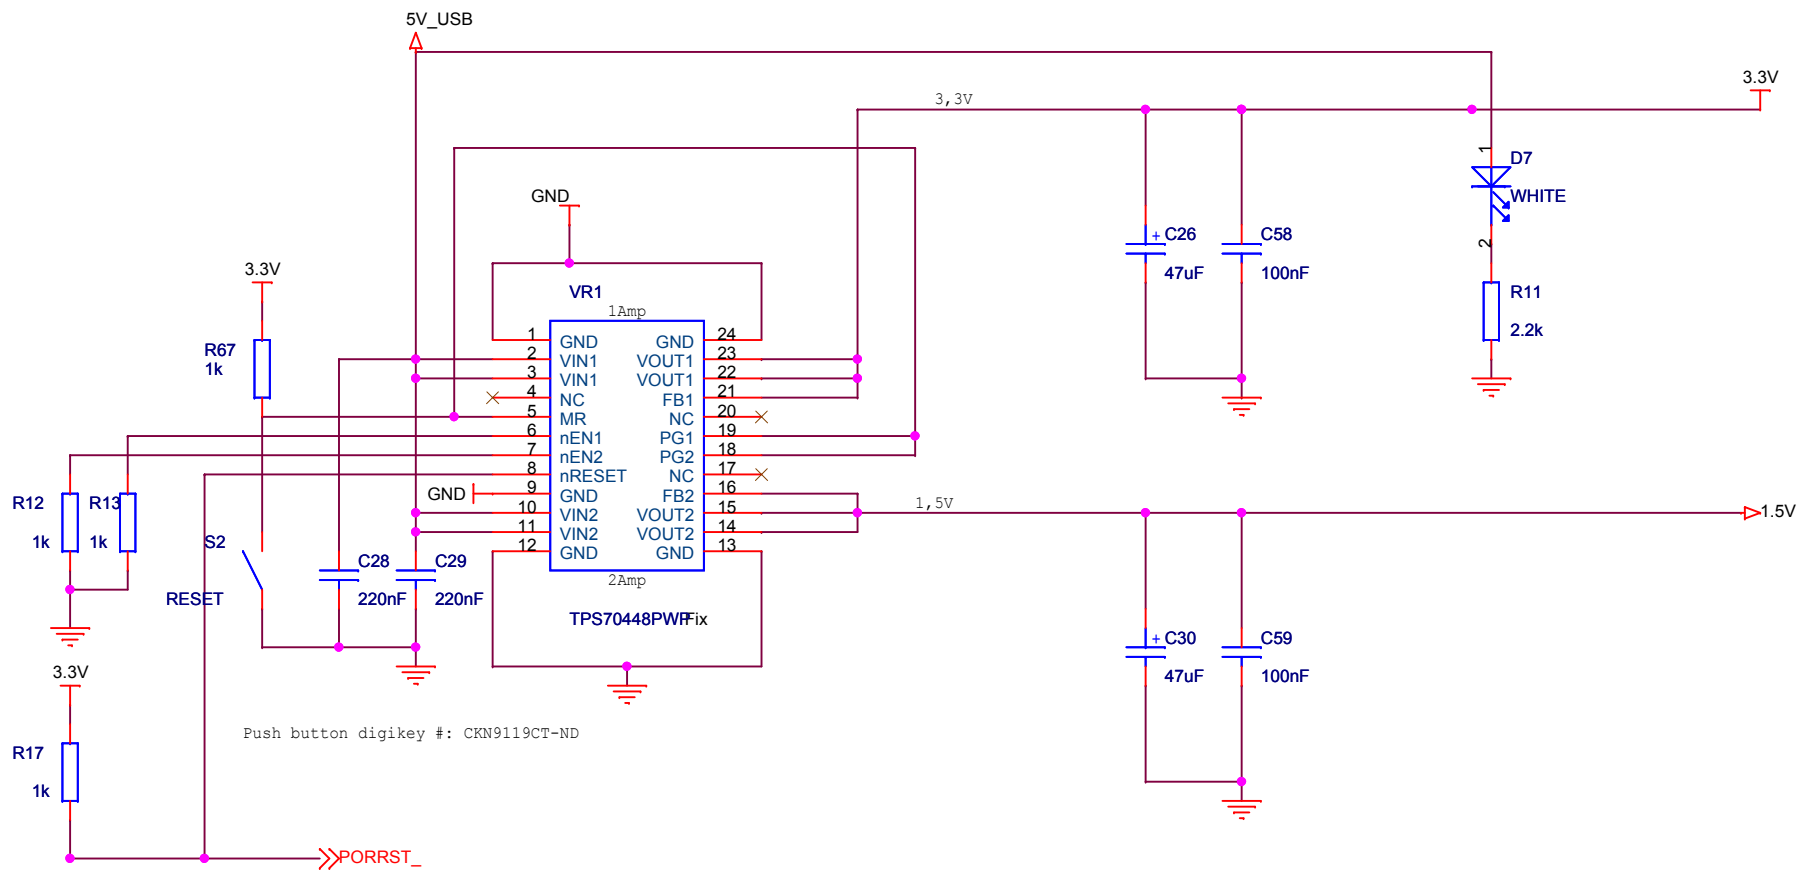 5V_USB
3.3V
3,3V
1
D7
WHITE
GND
+ C26
C58
2
47uF
100nF
3.3V
VR1
R11
1Amp
2.2k
1 GND GND 24
R67
2 VIN1 VOUT1 23
1k
3 VIN1 VOUT1 22
4 NC FB1 21
5 MR NC 20
6 nEN1 PG1 19
7 nEN2 PG2 18
8 nRESET NC 17
GND
9 GND FB2 16
R12
R13
1,5V
10 VIN2 VOUT2 15
1.5V
11 VIN2 VOUT2 14
1k
1k
S2
12 GND GND 13
C28
C29
2Amp
RESET
220nF
220nF
TPS70448PWP
Fix
+ C30
C59
3.3V
47uF
100nF
Push button digikey #: CKN9119CT-ND
R17
1k
PORRST_